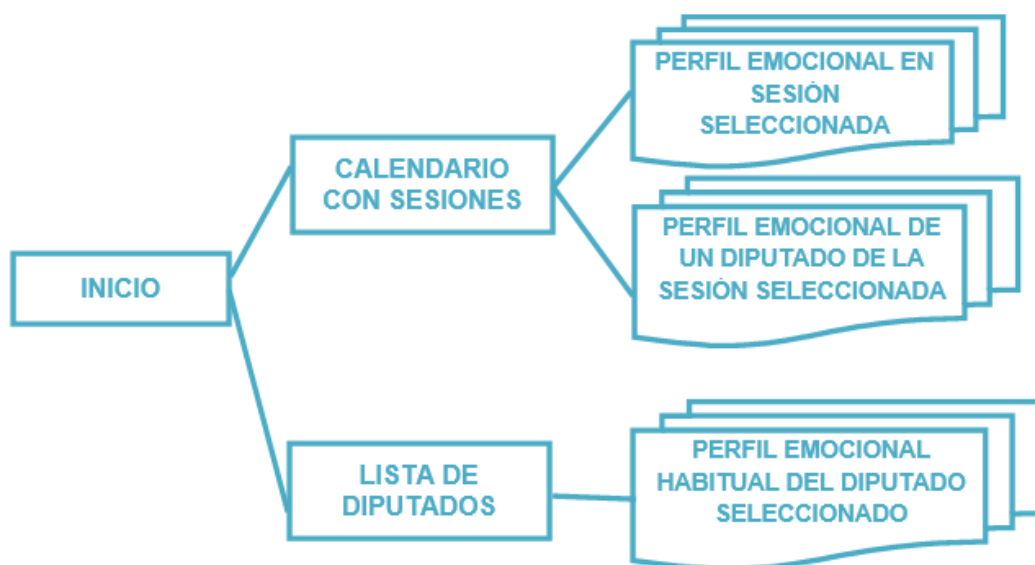 PERFIL EMOCIONAL EN
SESIÓN
SELECCIONADA
CALENDARIO
CON SESIONES
PERFIL EMOCIONAL DE
UN DIPUTADO DE LA
SESIÓN SELECCIONADA
INICIO
LISTA DE
DIPUTADOS
PERFIL EMOCIONAL
HABITUAL DEL DIPUTADO
SELECCIONADO